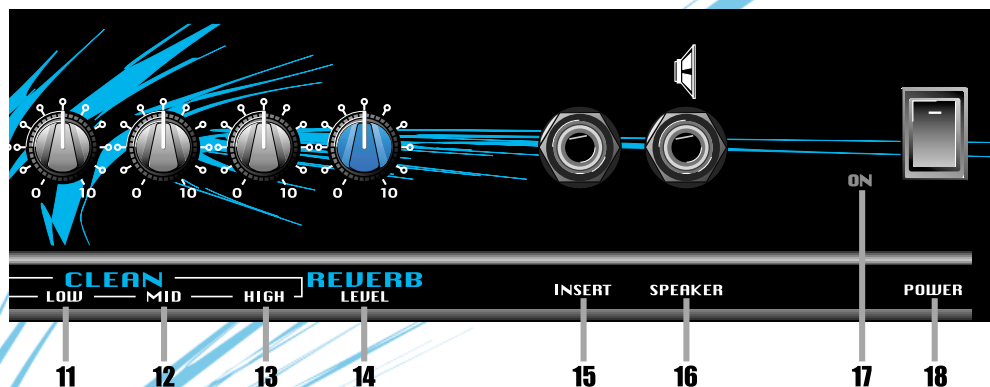 0 10 0 10 0 10 0 10
ON
CLEAN REVERB
LOW MID HIGH LEVEL INSERT SPEAKER POWER
11 12 13 14 15 16 17 18